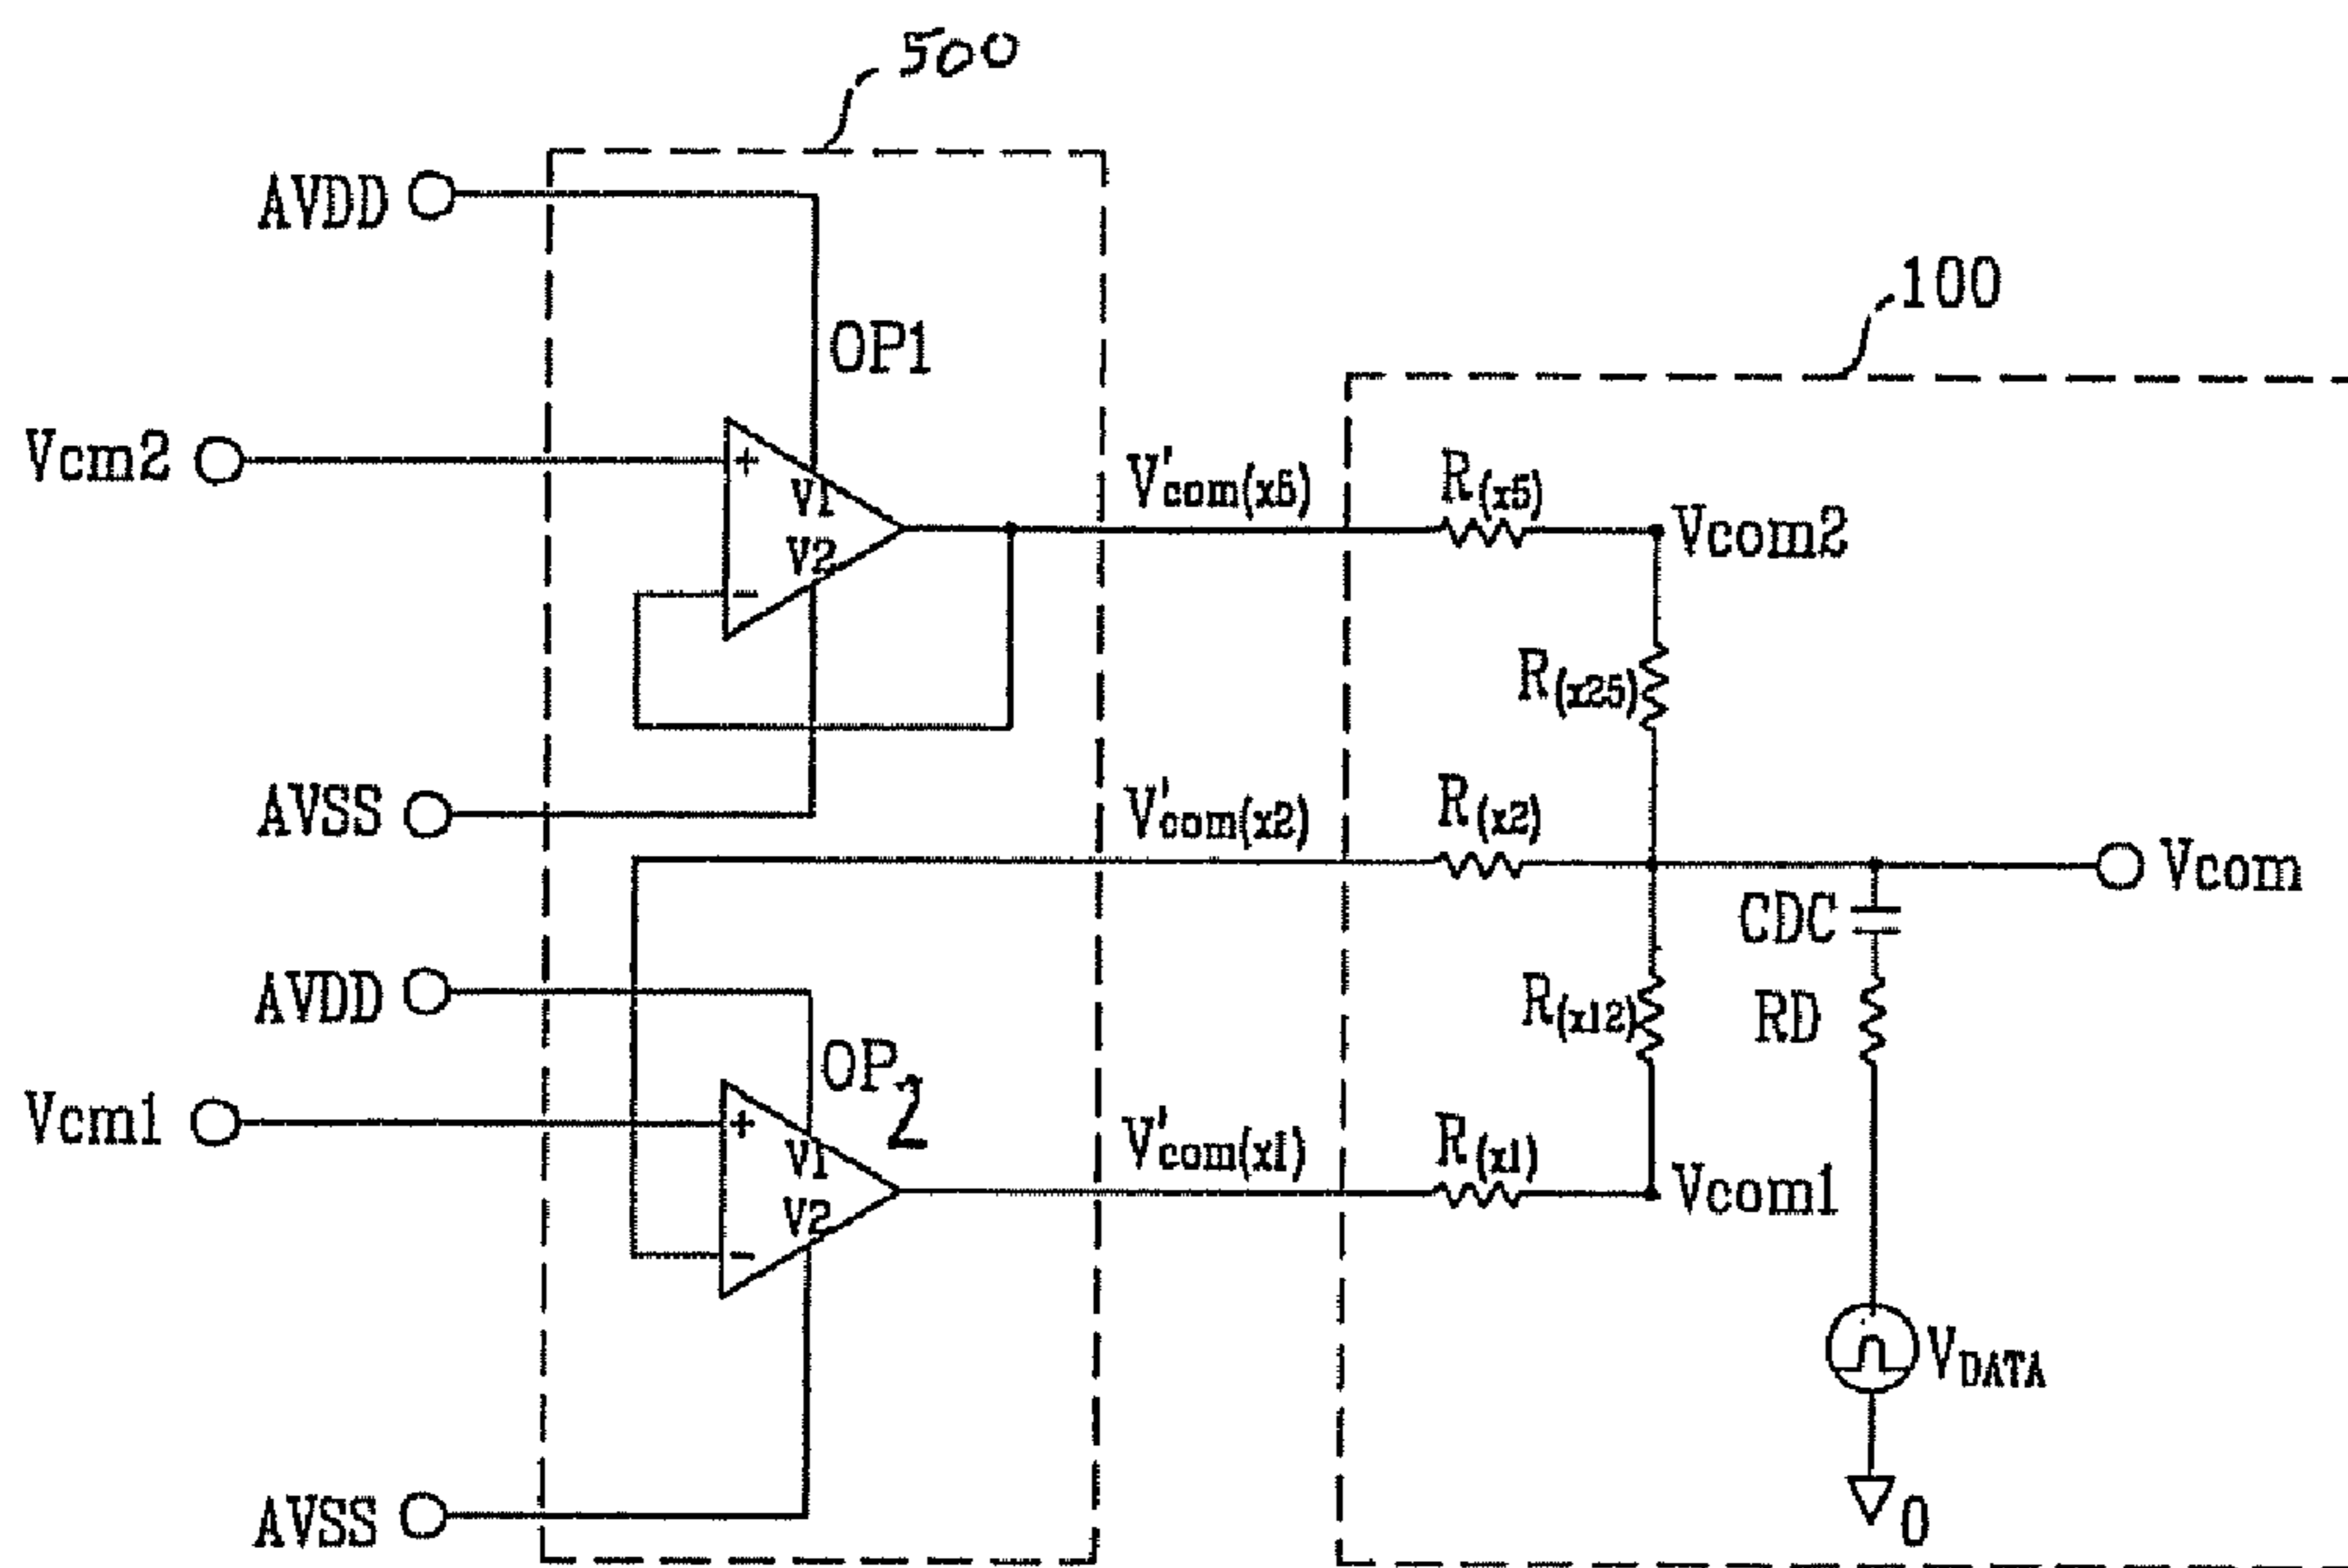 500
AVDD
100
OP1
Vcm2
+
V1
V2
−
V'com(x5)
R(x5)
Vcom2
R(x25)
AVSS
V'com(x2)
R(x2)
Vcom
CDC
AVDD
R(x12)
RD
OP2
Vcm1
+
V1
V2
−
V'com(x1)
R(x1)
Vcom1
VDATA
AVSS
0